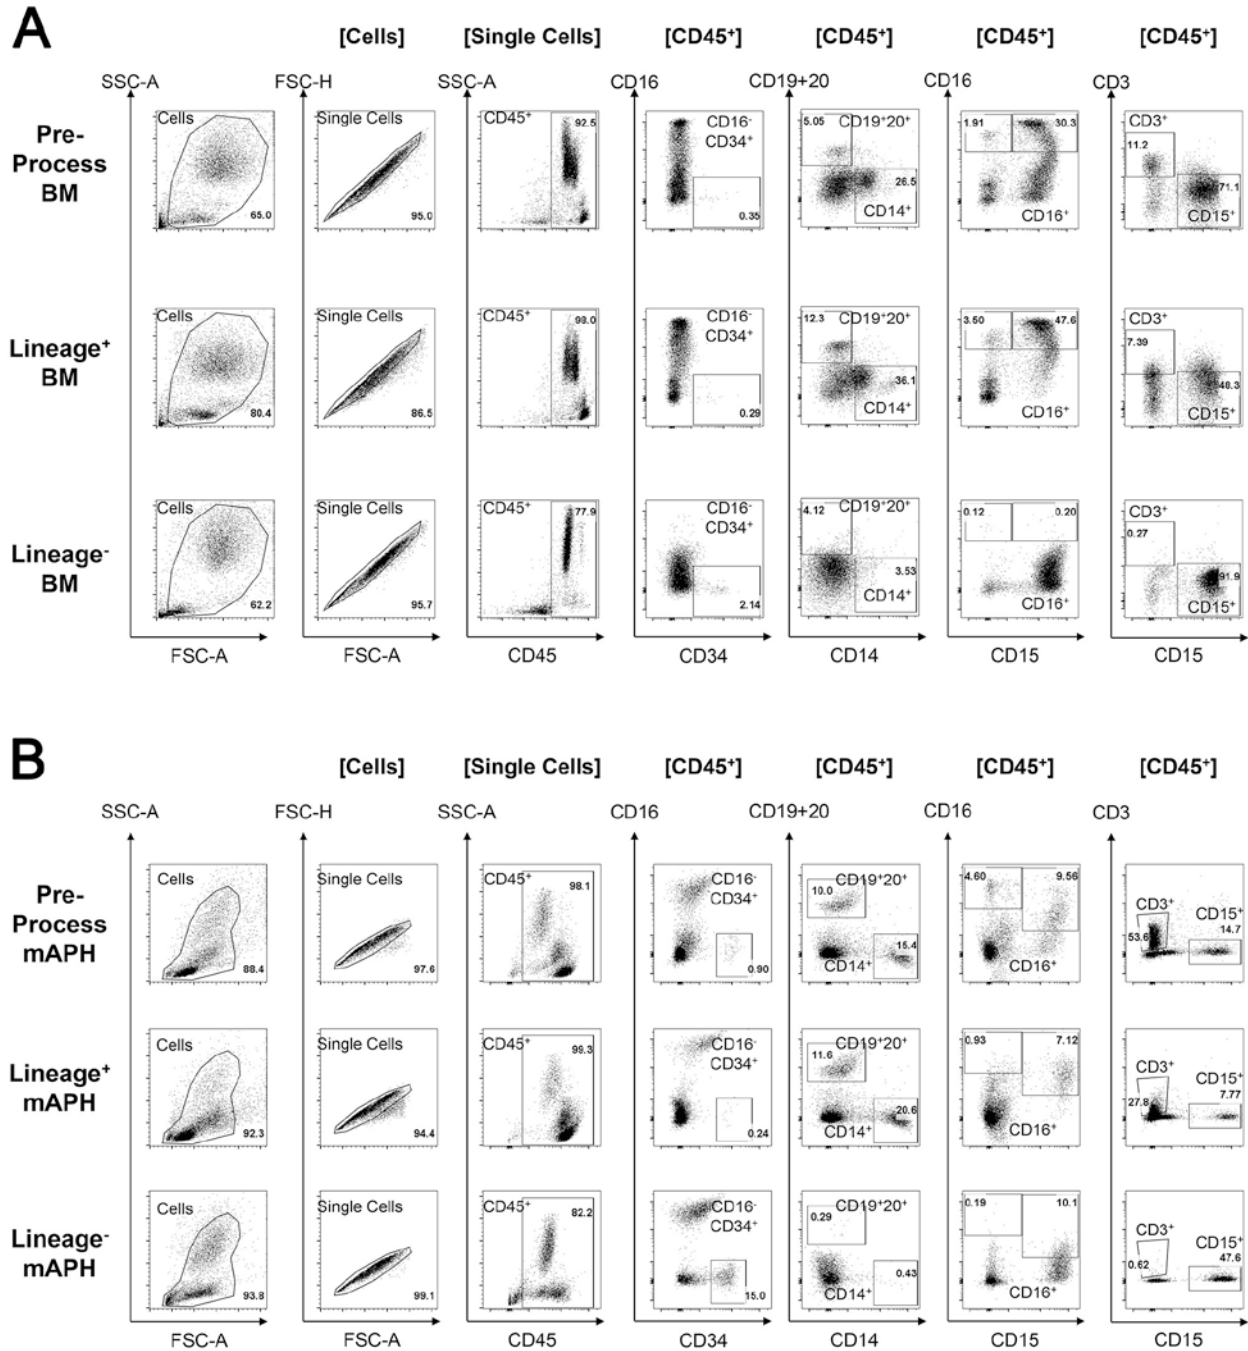 A
[Cells] [Single Cells] [CD45⁺] [CD45⁺] [CD45⁺] [CD45⁺]
SSC-A FSC-H SSC-A CD16 CD19+20 CD16 CD3
Pre-Process BM
Cells 65.0
Single Cells 95.0
CD45⁺ 92.5
CD16⁻ CD34⁺ 0.35
5.05 CD19⁺20⁺ 26.5 CD14⁺
1.91 30.3 CD16⁺
CD3⁺ 11.2 71.1 CD15⁺
Lineage⁺ BM
Cells 80.4
Single Cells 86.5
CD45⁺ 98.0
CD16⁻ CD34⁺ 0.29
12.3 CD19⁺20⁺ 36.1 CD14⁺
3.50 47.6 CD16⁺
CD3⁺ 7.39 48.3 CD15⁺
Lineage⁻ BM
Cells 62.2
Single Cells 95.7
CD45⁺ 77.9
CD16⁻ CD34⁺ 2.14
4.12 CD19⁺20⁺ 3.53 CD14⁺
0.12 0.20 CD16⁺
CD3⁺ 0.27 91.9 CD15⁺
FSC-A FSC-A CD45 CD34 CD14 CD15 CD15
B
[Cells] [Single Cells] [CD45⁺] [CD45⁺] [CD45⁺] [CD45⁺]
SSC-A FSC-H SSC-A CD16 CD19+20 CD16 CD3
Pre-Process mAPH
Cells 88.4
Single Cells 97.6
CD45⁺ 98.1
CD16⁻ CD34⁺ 0.90
10.0 CD19⁺20⁺ 15.4 CD14⁺
4.60 9.56 CD16⁺
CD3⁺ 53.6 CD15⁺ 14.7
Lineage⁺ mAPH
Cells 92.3
Single Cells 94.4
CD45⁺ 99.3
CD16⁻ CD34⁺ 0.24
11.6 CD19⁺20⁺ 20.6 CD14⁺
0.93 7.12 CD16⁺
CD3⁺ 27.8 CD15⁺ 7.77
Lineage⁻ mAPH
Cells 93.8
Single Cells 99.1
CD45⁺ 82.2
CD16⁻ CD34⁺ 15.0
0.29 CD19⁺20⁺ 0.43 CD14⁺
0.19 10.1 CD16⁺
CD3⁺ 0.62 CD15⁺ 47.6
FSC-A FSC-A CD45 CD34 CD14 CD15 CD15